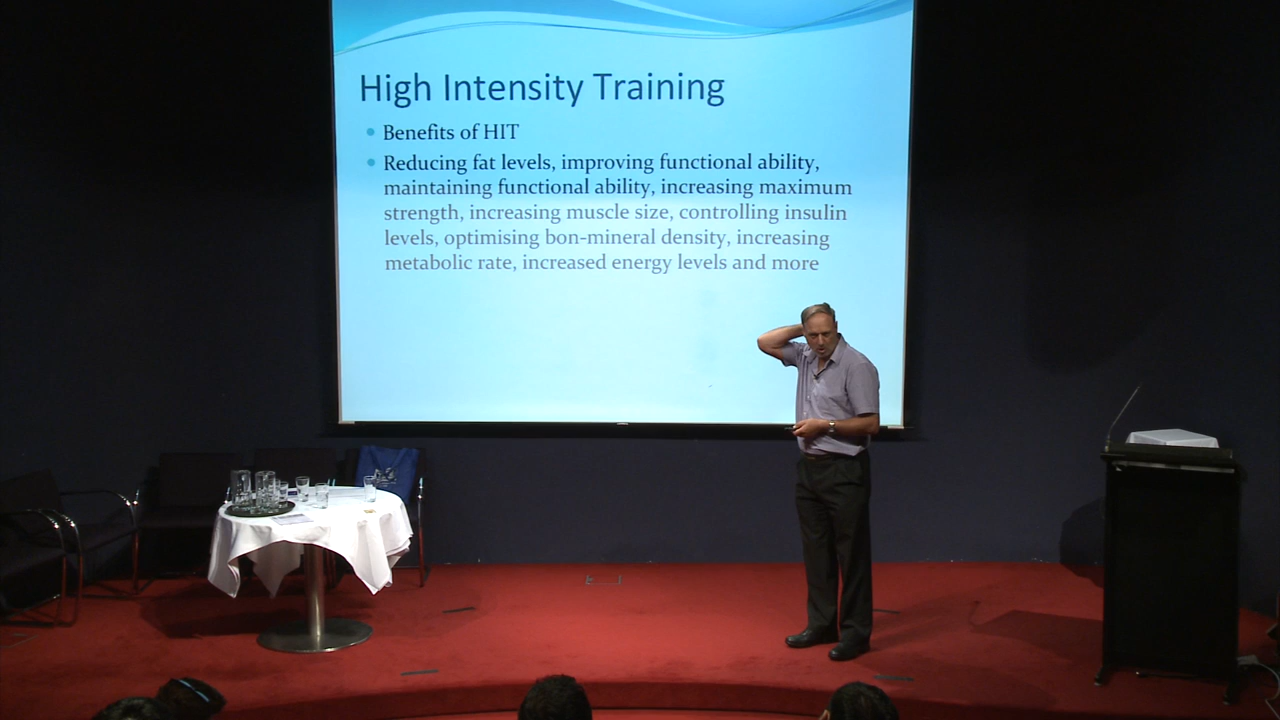 High Intensity Training
Benefits of HIT
Reducing fat levels, improving functional ability,
maintaining functional ability, increasing maximum
strength, increasing muscle size, controlling insulin
levels, optimising bon-mineral density, increasing
metabolic rate, increased energy levels and more